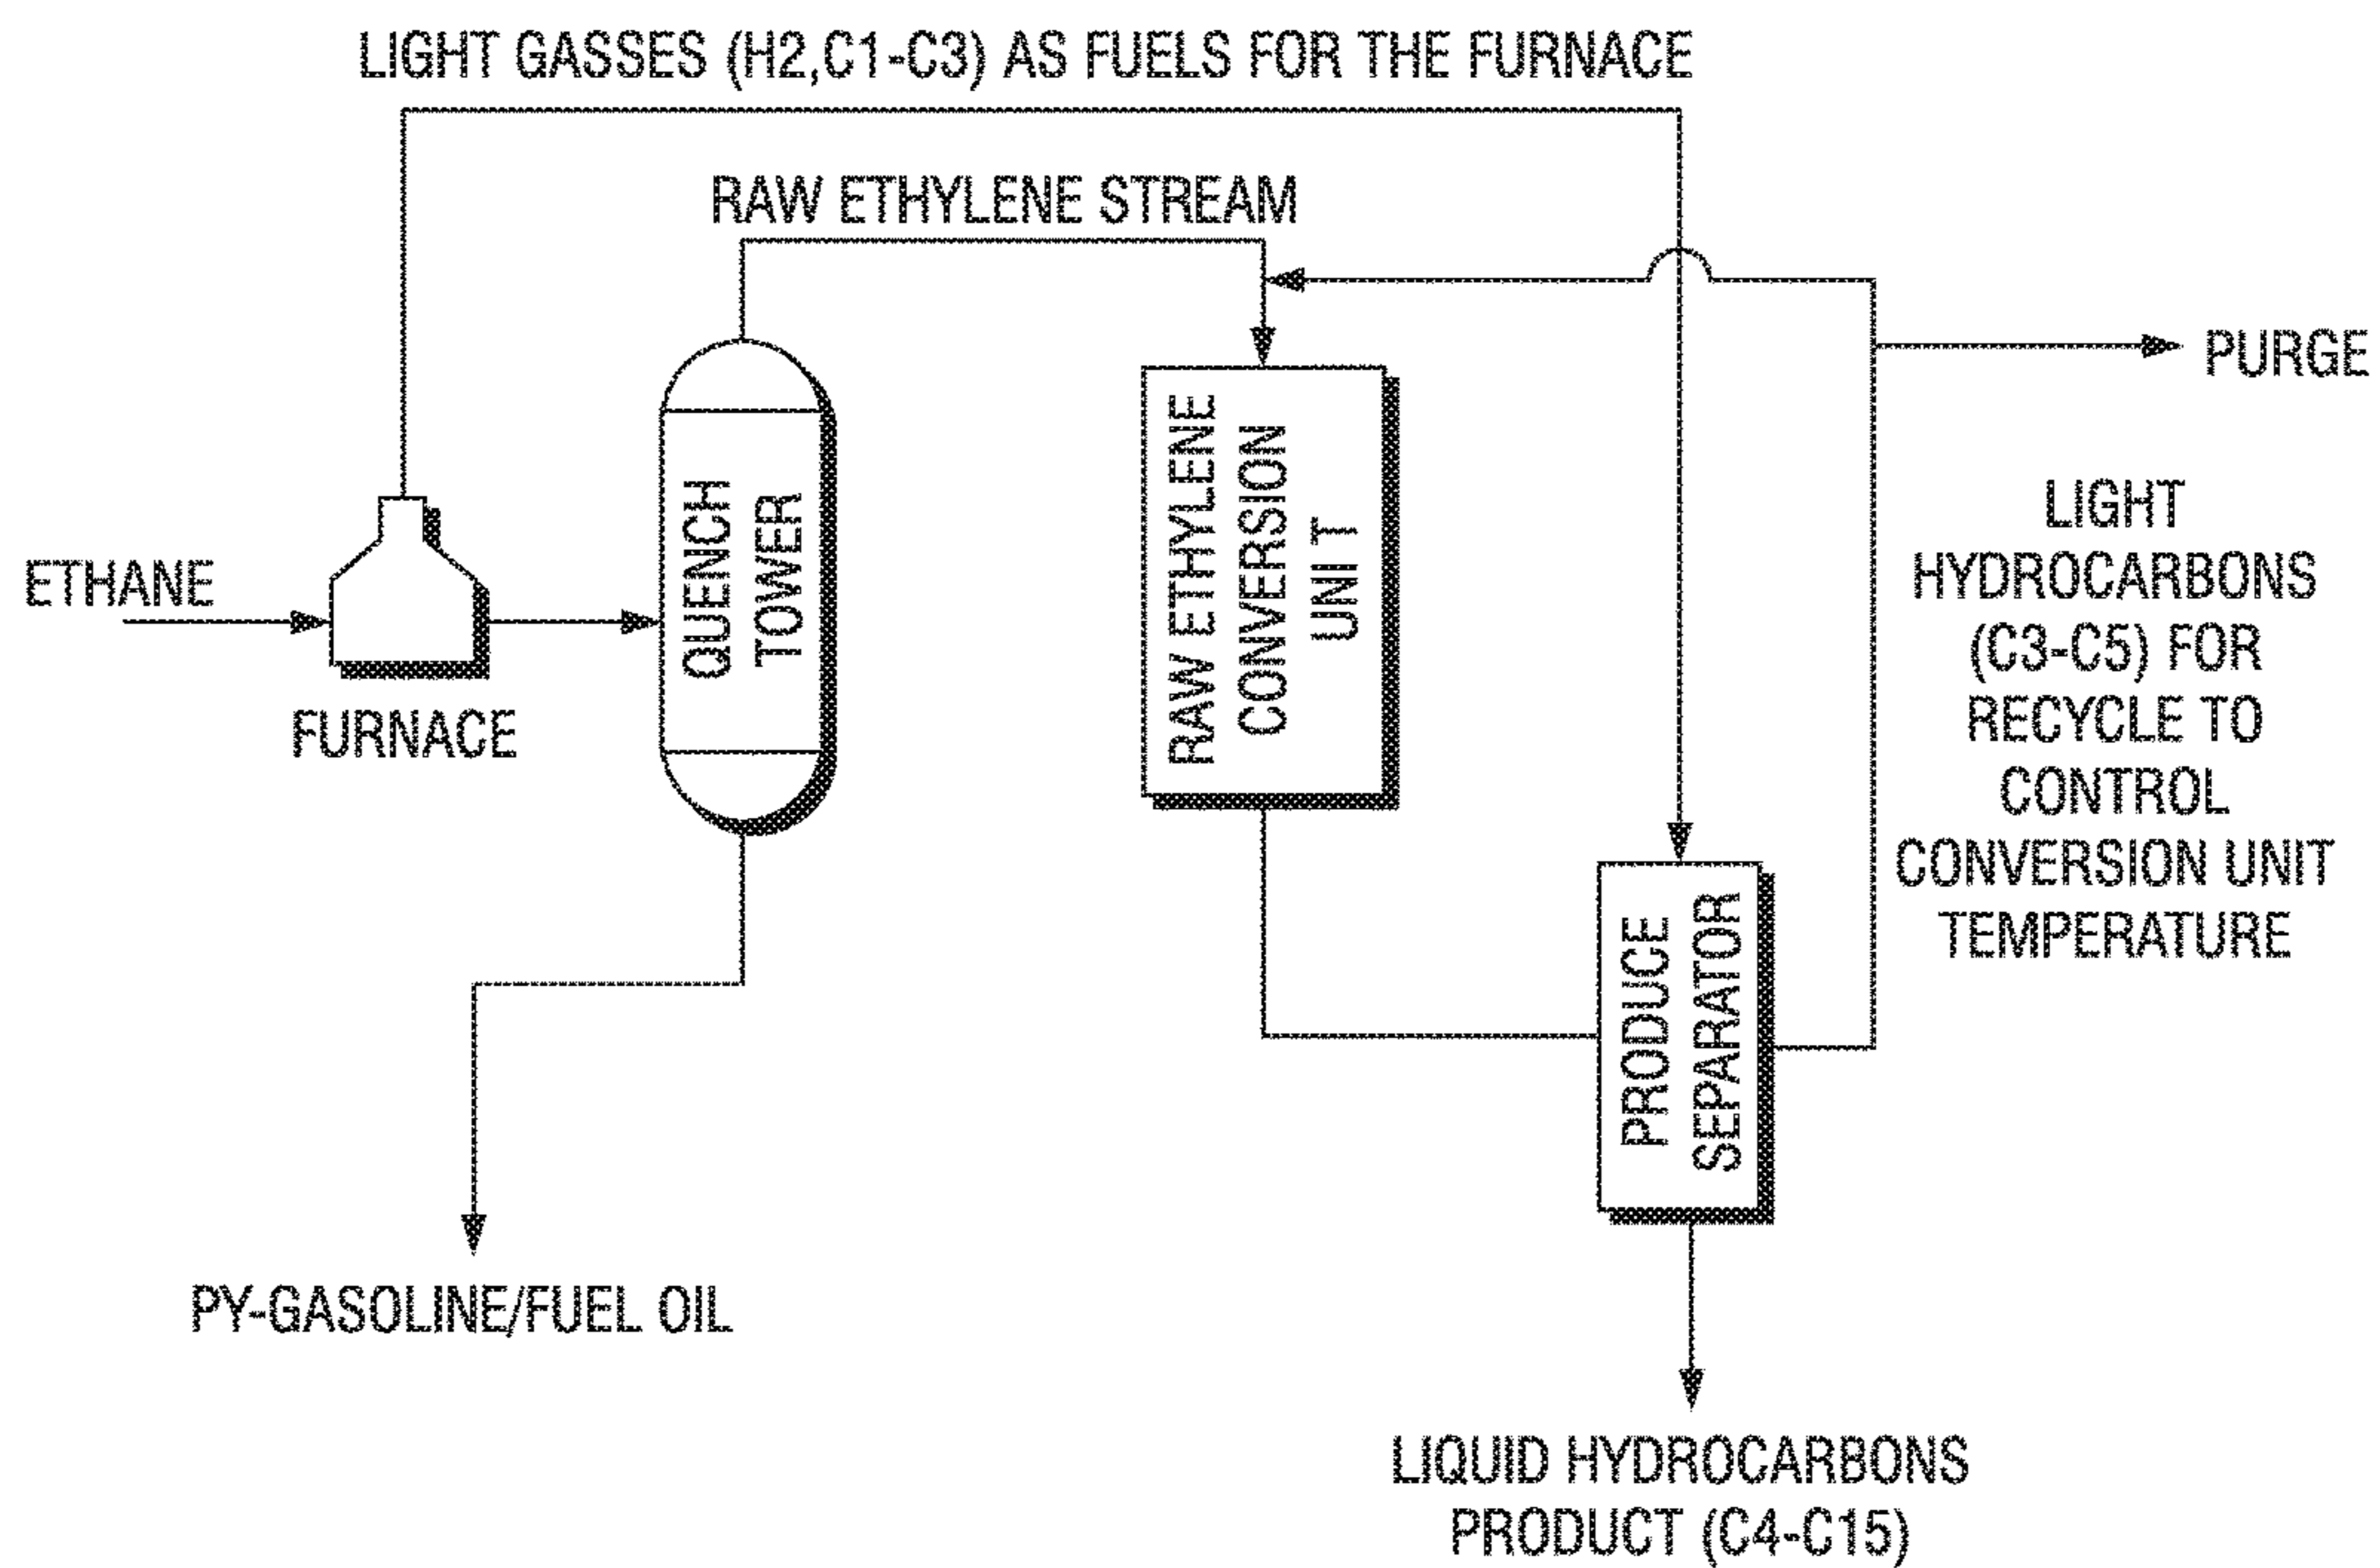 LIGHT GASSES (H2,C1-C3) AS FUELS FOR THE FURNACE
RAW ETHYLENE STREAM
PURGE
ETHANE
FURNACE
QUENCH
TOWER
RAW ETHYLENE
CONVERSION
UNIT
LIGHT
HYDROCARBONS
(C3-C5) FOR
RECYCLE TO
CONTROL
CONVERSION UNIT
TEMPERATURE
PRODUCE
SEPARATOR
PY-GASOLINE/FUEL OIL
LIQUID HYDROCARBONS
PRODUCT (C4-C15)